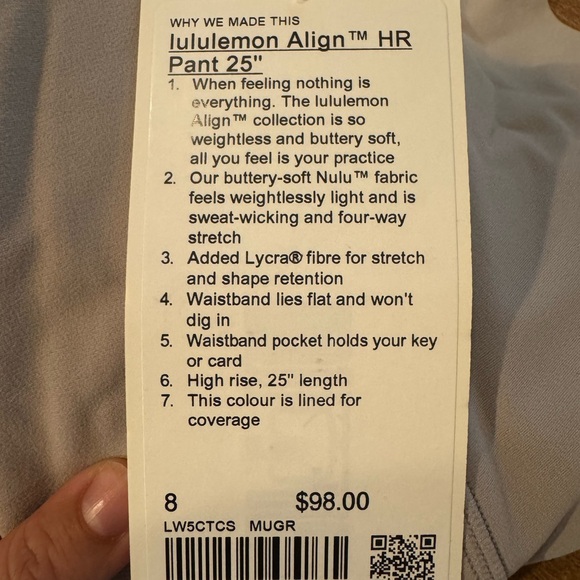 WHY WE MADE THIS
lululemon Align™ HR
Pant 25"
1. When feeling nothing is
everything. The lululemon
Align™ collection is so
weightless and buttery soft,
all you feel is your practice
2. Our buttery-soft Nulu™ fabric
feels weightlessly light and is
sweat-wicking and four-way
stretch
3. Added Lycra® fibre for stretch
and shape retention
4. Waistband lies flat and won't
dig in
5. Waistband pocket holds your key
or card
6. High rise, 25" length
7. This colour is lined for
coverage
8 $98.00
LW5CTCS MUGR